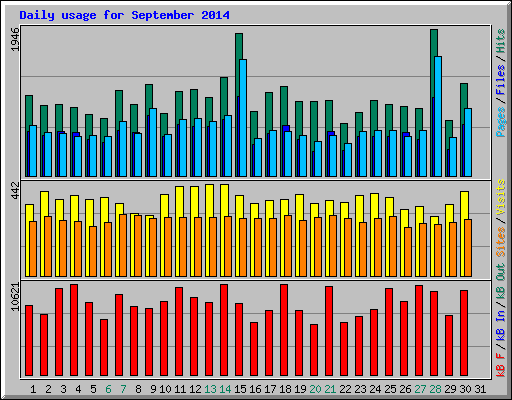 Daily usage for September 2014
1946
442
10621
Pages / Files / Hits
Sites / Visits
kB F / kB In / kB Out
1 2 3 4 5 6 7 8 9 10 11 12 13 14 15 16 17 18 19 20 21 22 23 24 25 26 27 28 29 30 31